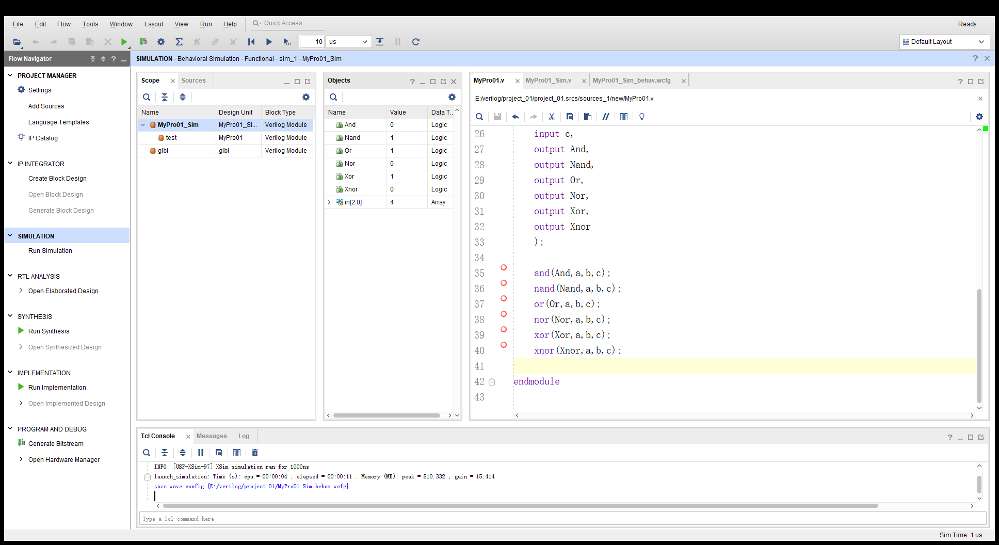 File Edit Flow Tools Window Layout View Run Help Quick Access Ready
10 us Default Layout
Flow Navigator ? SIMULATION - Behavioral Simulation - Functional - sim_1 - MyPro01_Sim ?
PROJECT MANAGER
Settings
Add Sources
Language Templates
IP Catalog
IP INTEGRATOR
Create Block Design
Open Block Design
Generate Block Design
SIMULATION
Run Simulation
RTL ANALYSIS
Open Elaborated Design
SYNTHESIS
Run Synthesis
Open Synthesized Design
IMPLEMENTATION
Run Implementation
Open Implemented Design
PROGRAM AND DEBUG
Generate Bitstream
Open Hardware Manager
Scope Sources
Name Design Unit Block Type
MyPro01_Sim MyPro01_Si... Verilog Module
test MyPro01 Verilog Module
glbl glbl Verilog Module
Objects ?
Name Value Data T...
And 0 Logic
Nand 1 Logic
Or 1 Logic
Nor 0 Logic
Xor 1 Logic
Xnor 0 Logic
in[2:0] 4 Array
MyPro01.v MyPro01_Sim.v MyPro01_Sim_behav.wcfg ?
E:/verilog/project_01/project_01.srcs/sources_1/new/MyPro01.v
26 input c,
27 output And,
28 output Nand,
29 output Or,
30 output Nor,
31 output Xor,
32 output Xnor
33 );
34
35 and(And,a,b,c);
36 nand(Nand,a,b,c);
37 or(Or,a,b,c);
38 nor(Nor,a,b,c);
39 xor(Xor,a,b,c);
40 xnor(Xnor,a,b,c);
41
42 endmodule
43
Tcl Console Messages Log ?
INFO: [USF-XSim-97] XSim simulation ran for 1000ns
launch_simulation: Time (s): cpu = 00:00:04 ; elapsed = 00:00:11 . Memory (MB): peak = 810.332 ; gain = 15.414
save_wave_config {E:/verilog/project_01/MyPro01_Sim_behav.wcfg}
Type a Tcl command here
Sim Time: 1 us